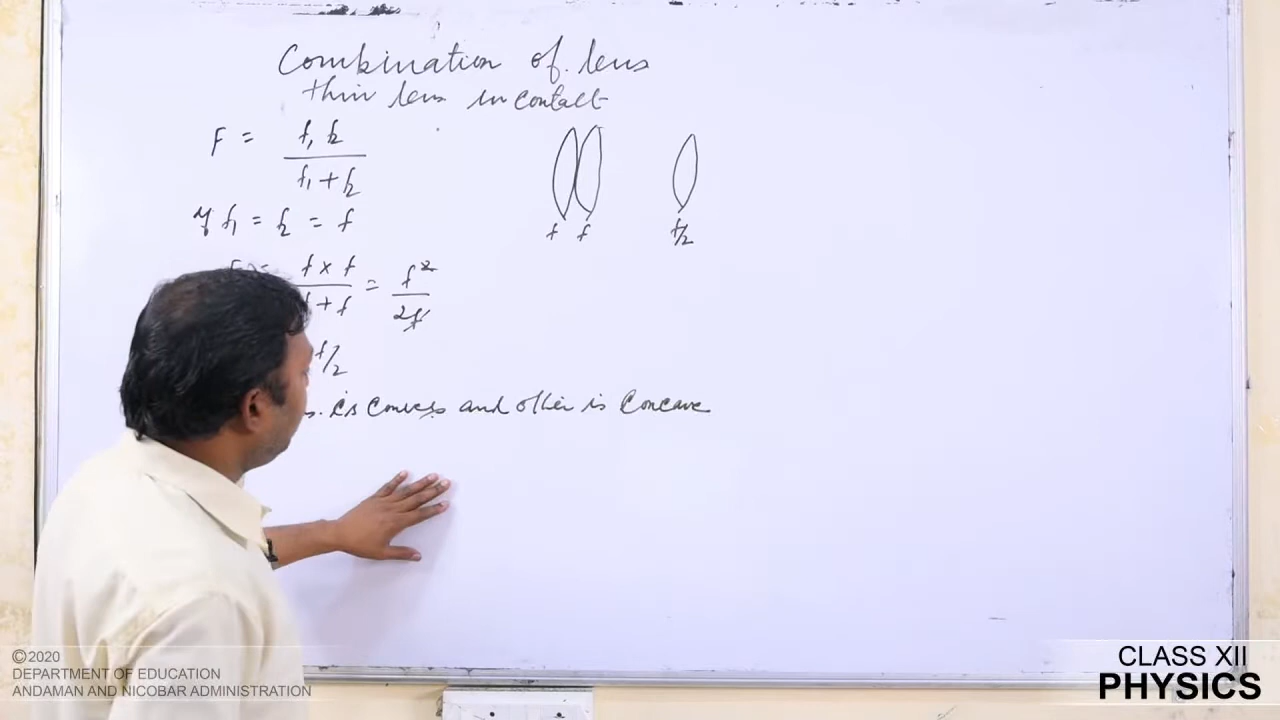 Combination of lens
thin lens in contact
F = f1 f2
f1 + f2
If f1 = f2 = f
f × f = f²
f + f 2f
f/2
f f f/2
is convex and other is Concave
©2020
DEPARTMENT OF EDUCATION
ANDAMAN AND NICOBAR ADMINISTRATION
CLASS XII
PHYSICS